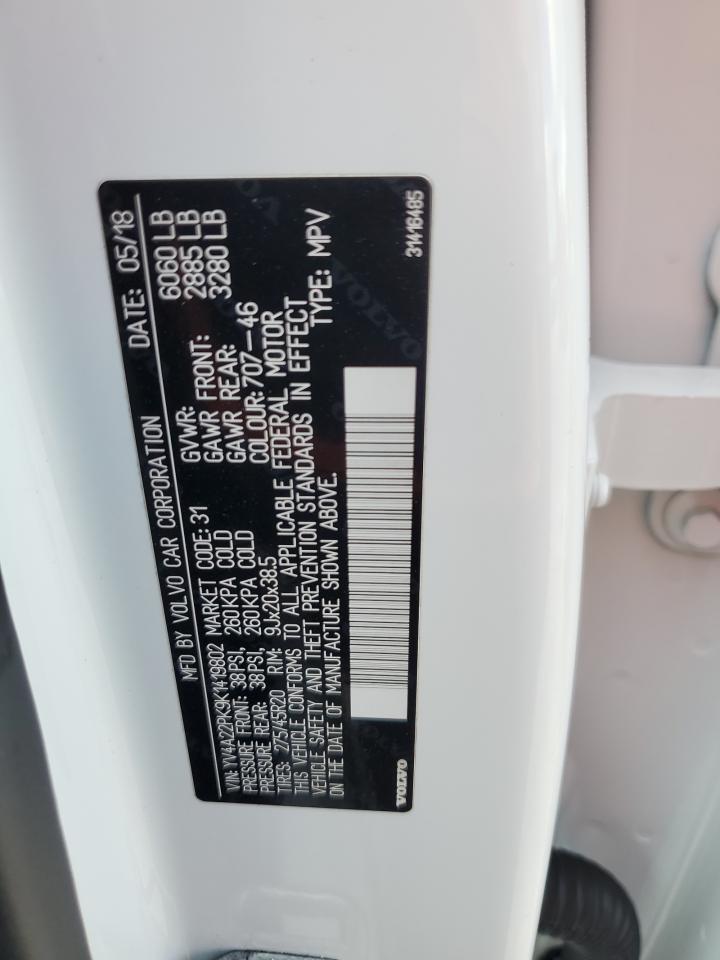 MFD BY VOLVO CAR CORPORATION DATE: 05/18
GVWR: 6060 LB
GAWR FRONT: 2885 LB
GAWR REAR: 3280 LB
VIN: YV4A22PK9K1419802 MARKET CODE: 31
PRESSURE FRONT: 38PSI, 260KPA COLD
PRESSURE REAR: 38PSI, 260KPA COLD COLOUR: 707-46
TIRES: 275/45R20 RIM: 9Jx20x38.5
THIS VEHICLE CONFORMS TO ALL APPLICABLE FEDERAL MOTOR
VEHICLE SAFETY AND THEFT PREVENTION STANDARDS IN EFFECT
ON THE DATE OF MANUFACTURE SHOWN ABOVE. TYPE: MPV
VOLVO 31416485
VOLVO